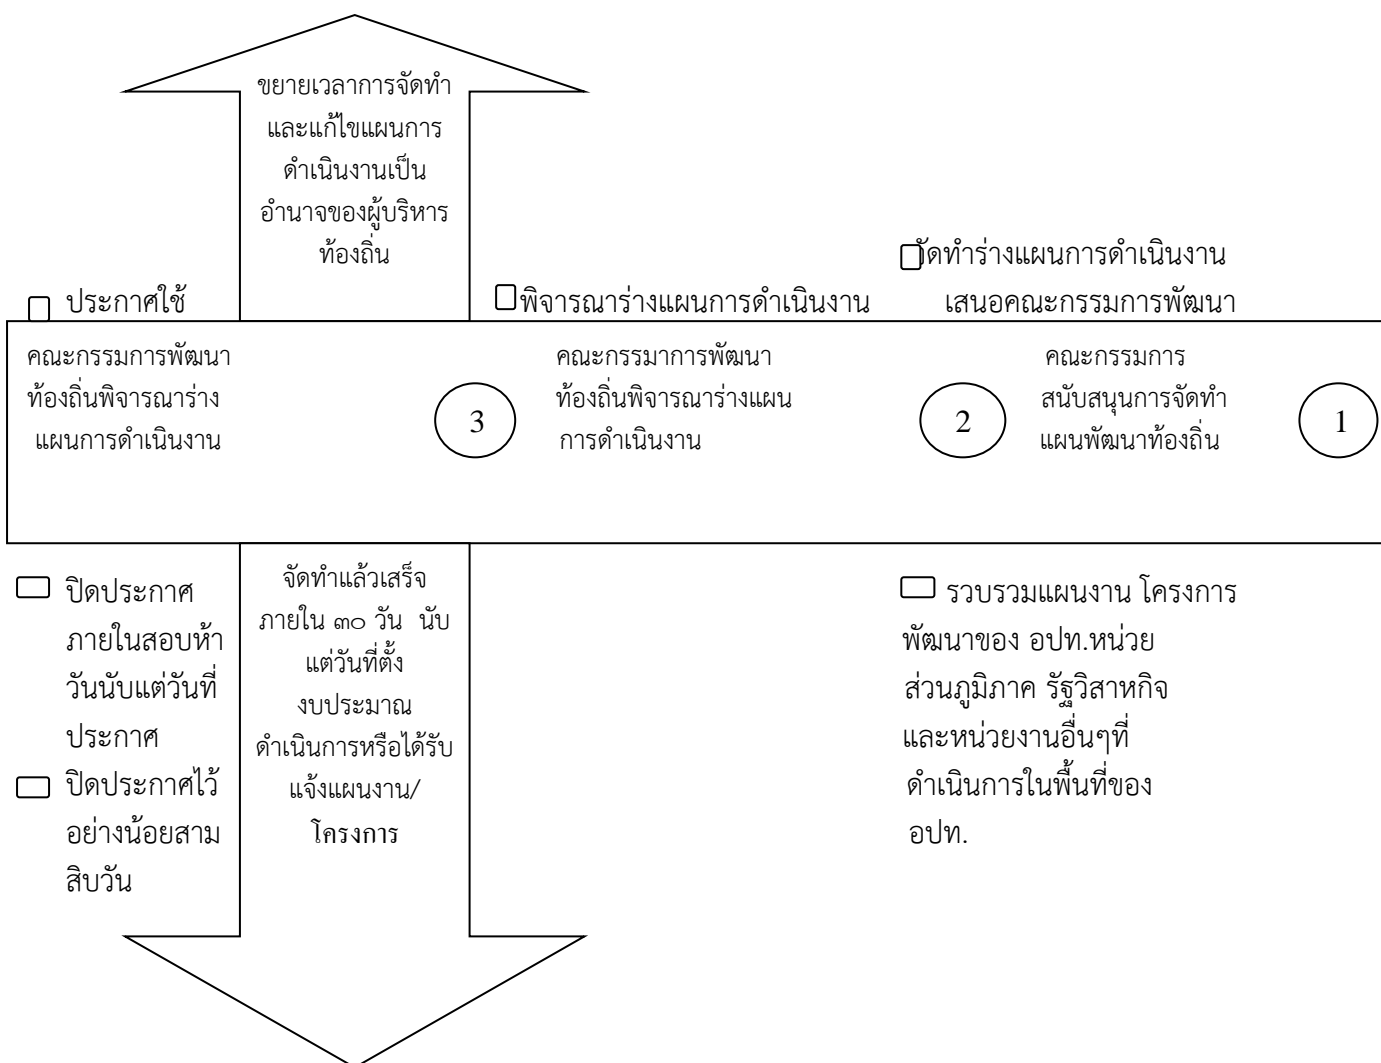 ขยายเวลาการจัดทำ
และแก้ไขแผนการ
ดำเนินงานเป็น
อำนาจของผู้บริหาร
ท้องถิ่น
ประกาศใช้
พิจารณาร่างแผนการดำเนินงาน
จัดทำร่างแผนการดำเนินงาน
เสนอคณะกรรมการพัฒนา
คณะกรรมการพัฒนา
ท้องถิ่นพิจารณาร่าง
แผนการดำเนินงาน
3
คณะกรรมาการพัฒนา
ท้องถิ่นพิจารณาร่างแผน
การดำเนินงาน
2
คณะกรรมการ
สนับสนุนการจัดทำ
แผนพัฒนาท้องถิ่น
1
ปิดประกาศ
ภายในสอบห้า
วันนับแต่วันที่
ประกาศ
ปิดประกาศไว้
อย่างน้อยสาม
สิบวัน
จัดทำแล้วเสร็จ
ภายใน ๓๐ วัน นับ
แต่วันที่ตั้ง
งบประมาณ
ดำเนินการหรือได้รับ
แจ้งแผนงาน/
โครงการ
รวบรวมแผนงาน โครงการ
พัฒนาของ อปท.หน่วย
ส่วนภูมิภาค รัฐวิสาหกิจ
และหน่วยงานอื่นๆที่
ดำเนินการในพื้นที่ของ
อปท.